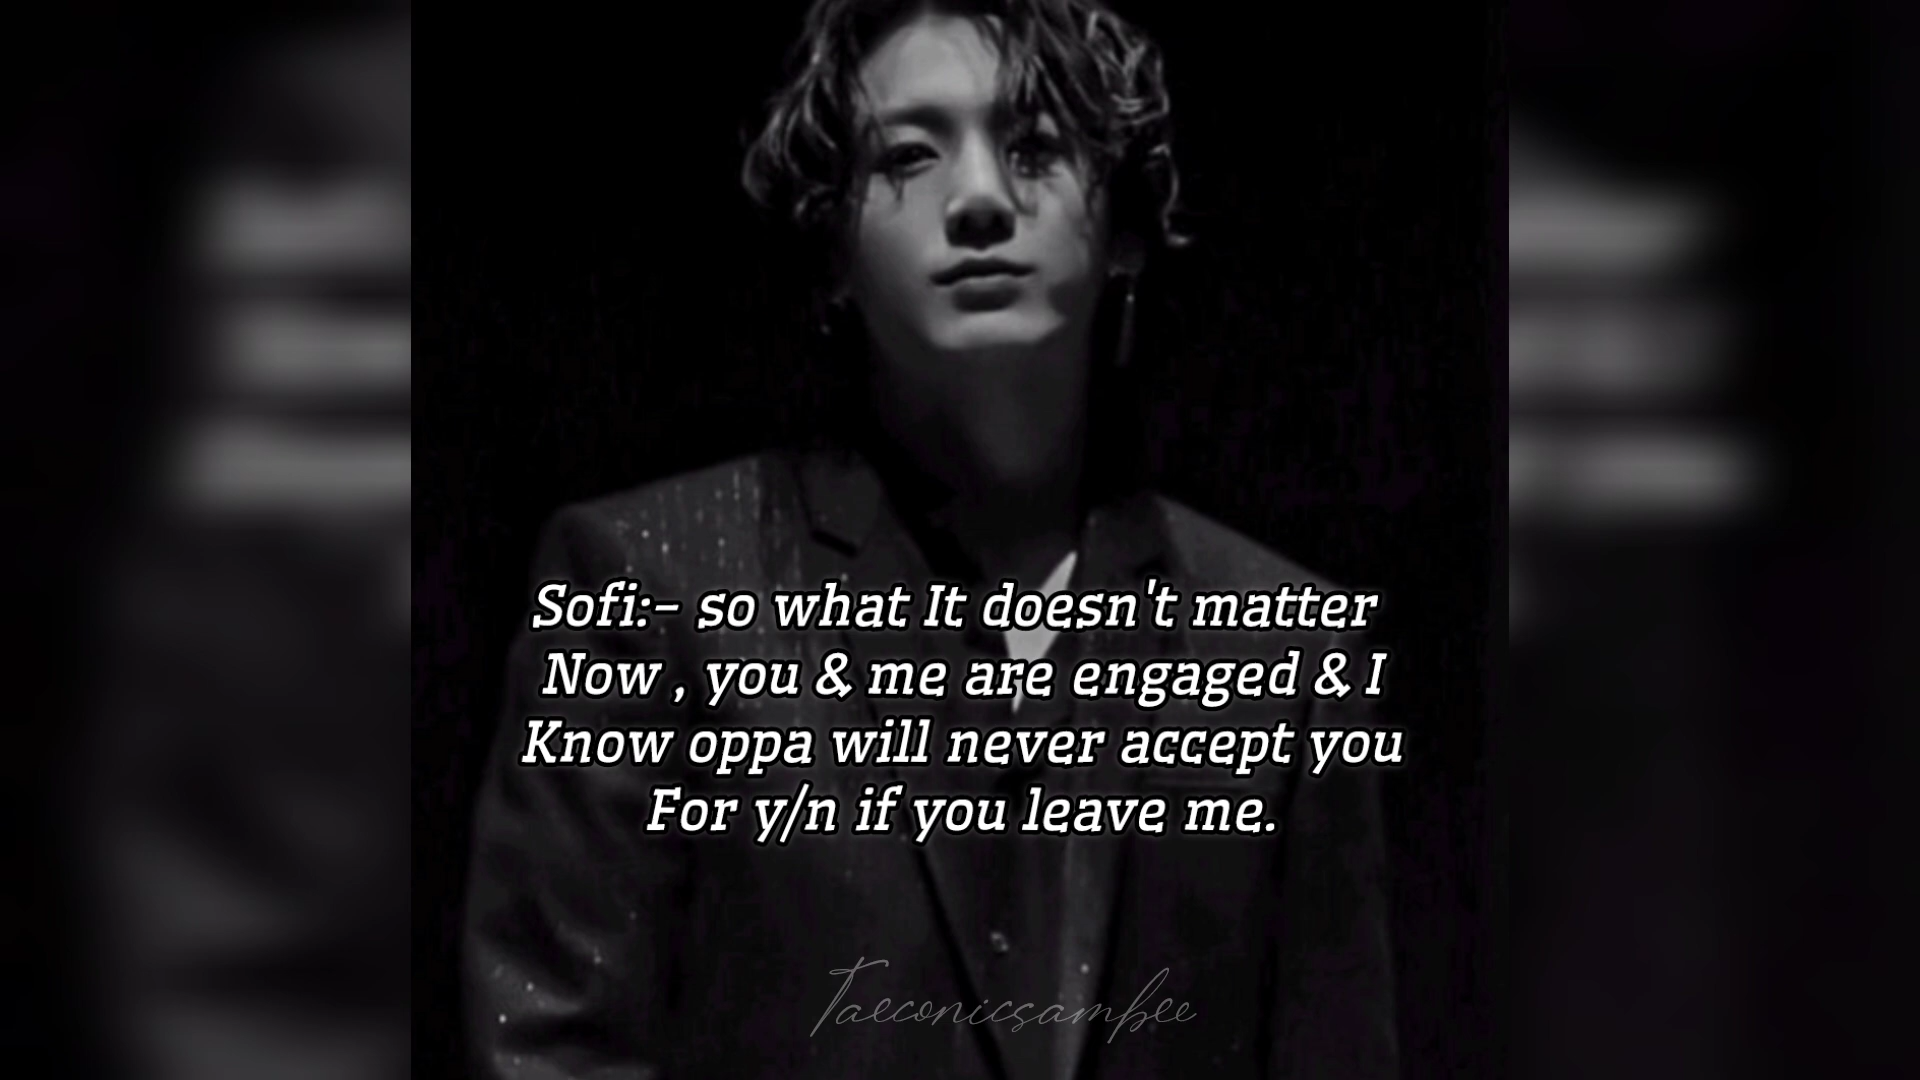 Sofi:- so what It doesn't matter
Now , you & me are engaged & I
Know oppa will never accept you
For y/n if you leave me.
Taeconicsambee